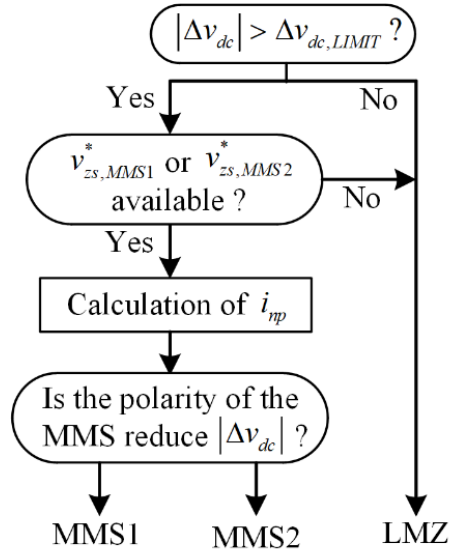 |Δv_dc| > Δv_dc,LIMIT ?
Yes
No
v*_zs,MMS1 or v*_zs,MMS2
available ?
No
Yes
Calculation of i_np
Is the polarity of the
MMS reduce |Δv_dc| ?
MMS1
MMS2
LMZ